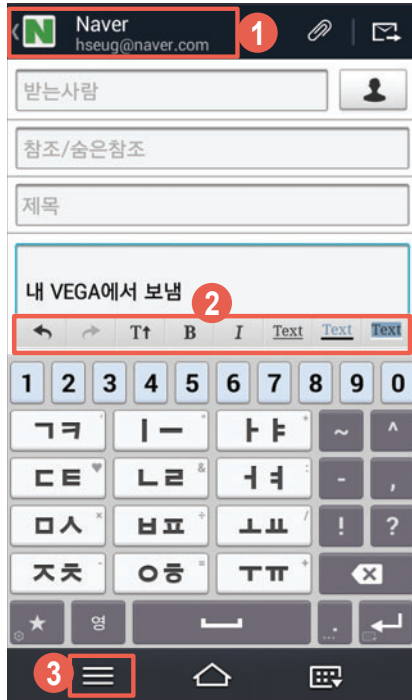 N Naver
hseug@naver.com
1
받는사람
참조/숨은참조
제목
내 VEGA에서 보냄
2
T↑ B I Text Text Text
1 2 3 4 5 6 7 8 9 0
ㄱㅋ ' ㅣㅡ " ㅏㅑ * ~ ^
ㄷㅌ ♥ ㄴㄹ & ㅓㅕ : - ,
ㅁㅅ × ㅂㅍ ÷ ㅗㅛ / ! ?
ㅈㅊ - ㅇㅎ = ㅜㅠ +
★ 영 .
3